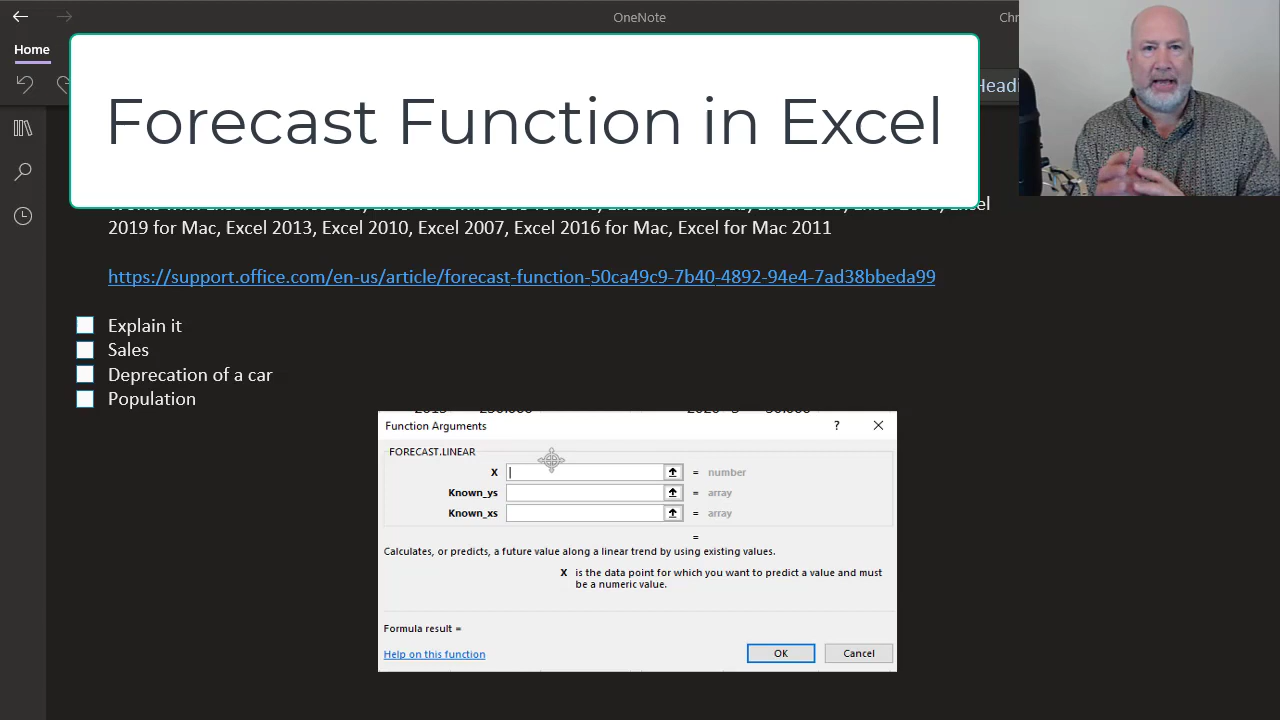 OneNote
Chr
Home
Headi
Forecast Function in Excel
Excel
2019 for Mac, Excel 2013, Excel 2010, Excel 2007, Excel 2016 for Mac, Excel for Mac 2011
https://support.office.com/en-us/article/forecast-function-50ca49c9-7b40-4892-94e4-7ad38bbeda99
Explain it
Sales
Deprecation of a car
Population
Function Arguments
?
FORECAST.LINEAR
X = number
Known_ys = array
Known_xs = array
=
Calculates, or predicts, a future value along a linear trend by using existing values.
X is the data point for which you want to predict a value and must
be a numeric value.
Formula result =
Help on this function
OK
Cancel